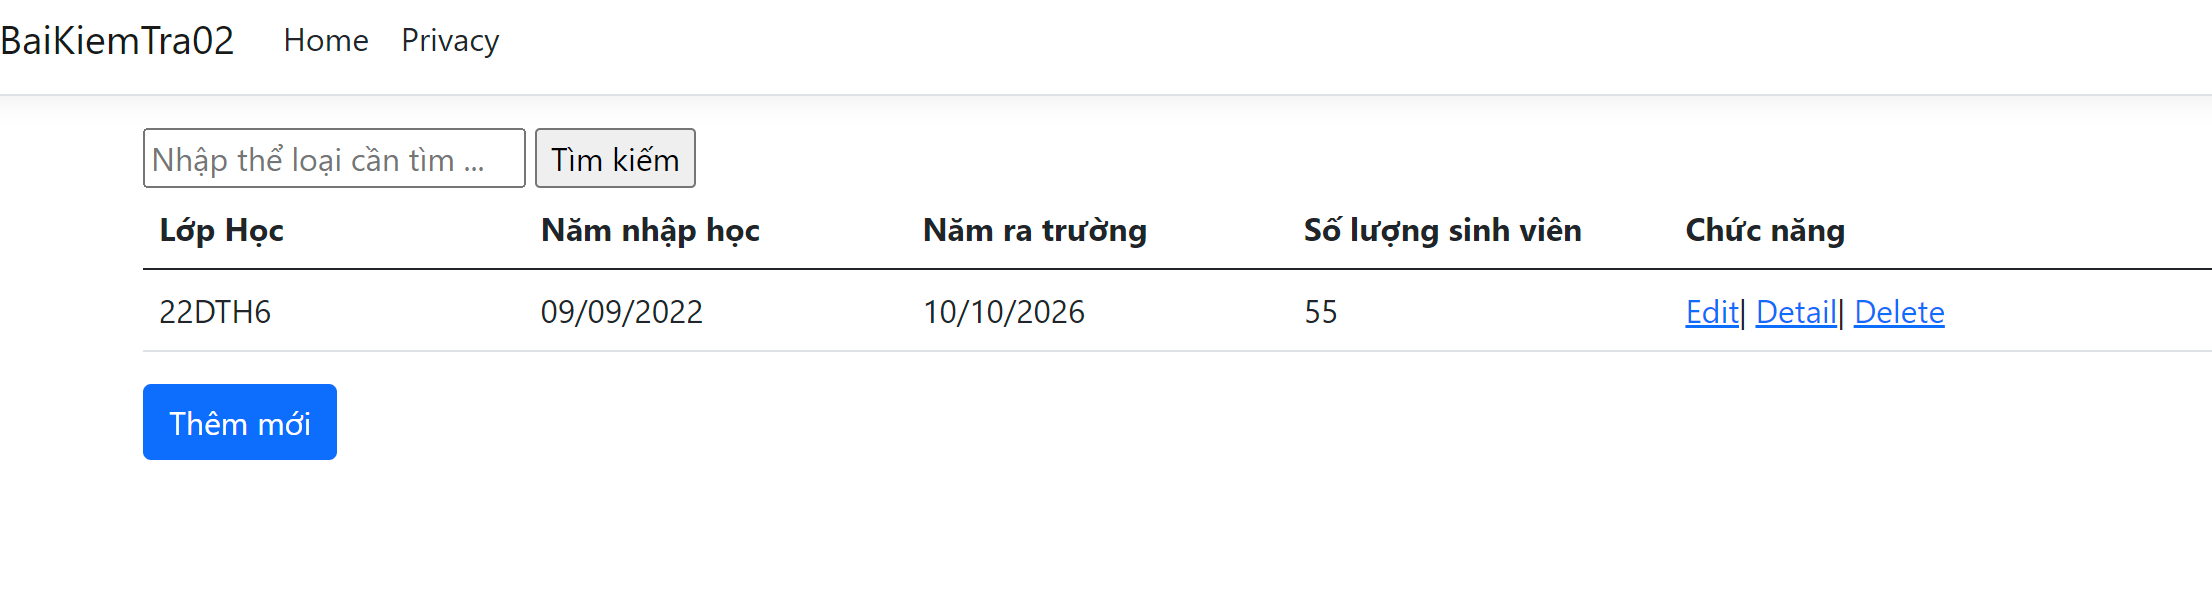 BaiKiemTra02 Home Privacy
Nhập thể loại cần tìm ... Tìm kiếm
Lớp Học Năm nhập học Năm ra trường Số lượng sinh viên Chức năng
22DTH6 09/09/2022 10/10/2026 55 Edit| Detail| Delete
Thêm mới